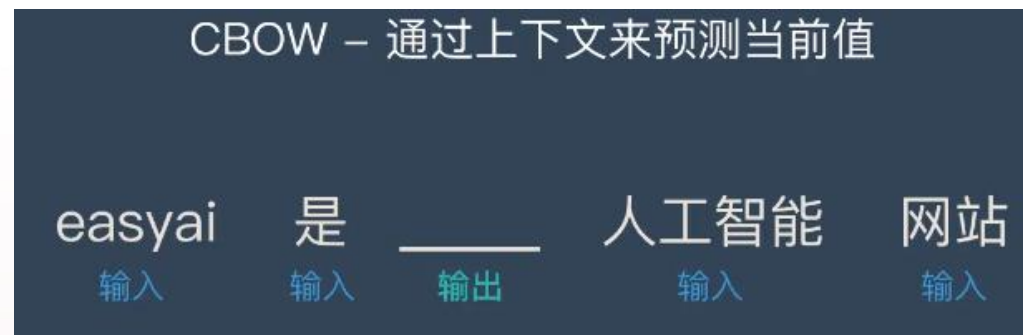 CBOW – 通过上下文来预测当前值
easyai 是 _____ 人工智能 网站
输入 输入 输出 输入 输入